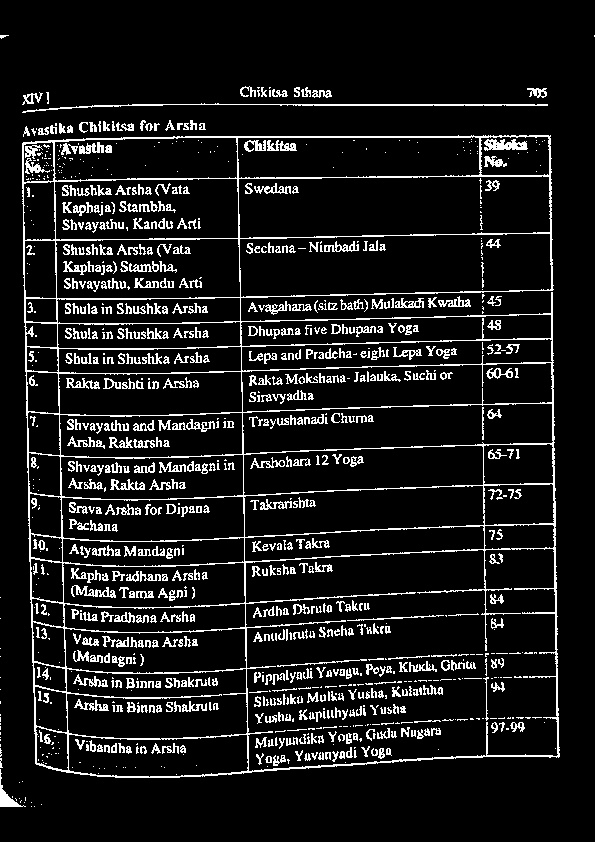 XIV ] Chikitsa Sthana 705
Avastika Chikitsa for Arsha
Sr. No. Avastha Chikitsa Shloka No.
1. Shushka Arsha (Vata Kaphaja) Stambha, Shvayathu, Kandu Arti Swedana 39
2. Shushka Arsha (Vata Kaphaja) Stambha, Shvayathu, Kandu Arti Sechana – Nimbadi Jala 44
3. Shula in Shushka Arsha Avagahana (sitz bath) Mulakadi Kwatha 45
4. Shula in Shushka Arsha Dhupana five Dhupana Yoga 48
5. Shula in Shushka Arsha Lepa and Pradeha- eight Lepa Yoga 52-57
6. Rakta Dushti in Arsha Rakta Mokshana- Jalauka, Suchi or Siravyadha 60-61
7. Shvayathu and Mandagni in Arsha, Raktarsha Trayushanadi Churna 64
8. Shvayathu and Mandagni in Arsha, Rakta Arsha Arshohara 12 Yoga 65-71
9. Srava Arsha for Dipana Pachana Takrarishta 72-75
10. Atyartha Mandagni Kevala Takra 75
11. Kapha Pradhana Arsha (Manda Tama Agni ) Ruksha Takra 83
12. Pitta Pradhana Arsha Ardha Dhruta Takra 84
13. Vata Pradhana Arsha (Mandagni ) Anudhruta Sneha Takra 84
14. Arsha in Binna Shakruta Pippalyadi Yavagu, Peya, Khada, Ghrita 89
15. Arsha in Binna Shakruta Shushka Mulka Yusha, Kulathha Yusha, Kapitthyadi Yusha 94
16. Vibandha in Arsha Matyandika Yoga, Guda Nagara Yoga, Yavanyadi Yoga 97-99